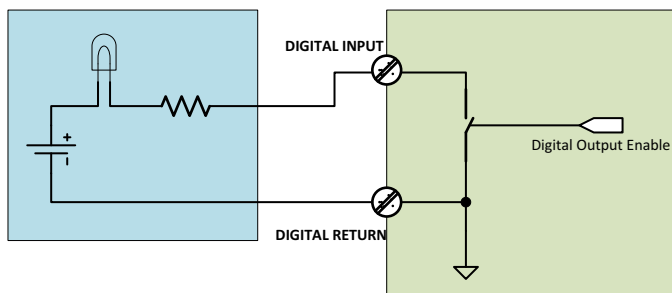 DIGITAL INPUT
+
-
Digital Output Enable
DIGITAL RETURN